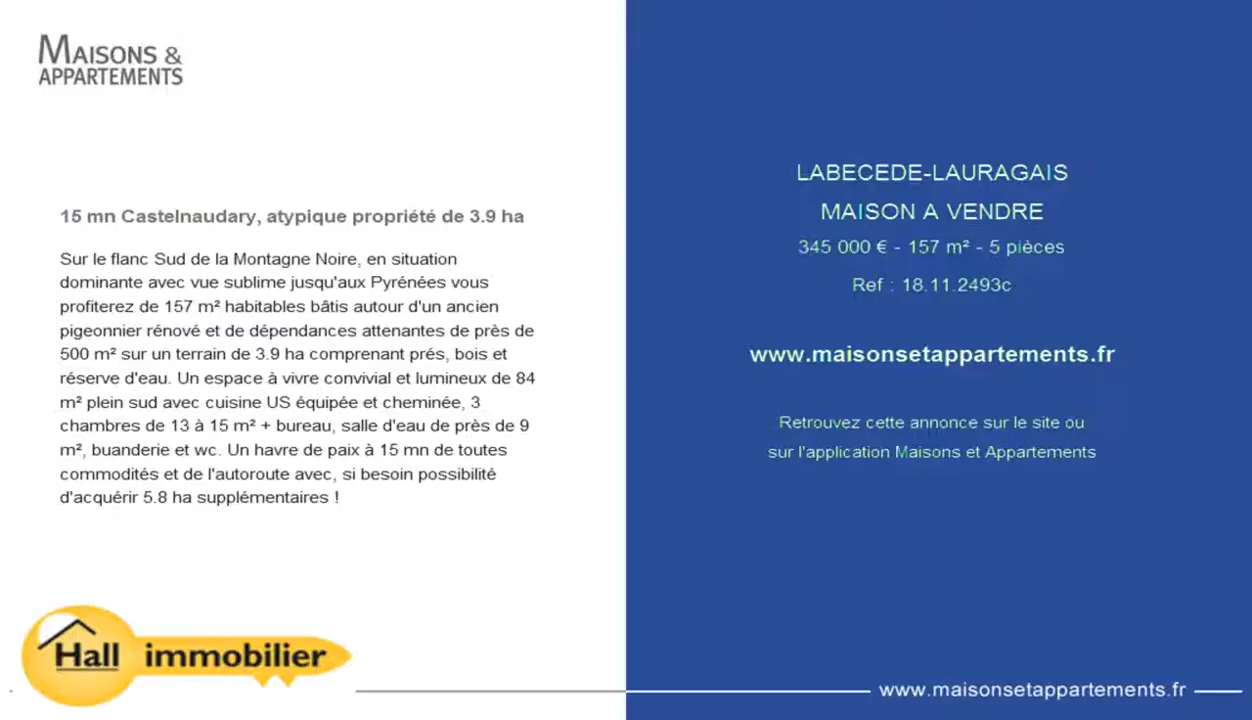 MAISONS &
APPARTEMENTS
15 mn Castelnaudary, atypique propriété de 3.9 ha
Sur le flanc Sud de la Montagne Noire, en situation
dominante avec vue sublime jusqu'aux Pyrénées vous
profiterez de 157 m² habitables bâtis autour d'un ancien
pigeonnier rénové et de dépendances attenantes de près de
500 m² sur un terrain de 3.9 ha comprenant prés, bois et
réserve d'eau. Un espace à vivre convivial et lumineux de 84
m² plein sud avec cuisine US équipée et cheminée, 3
chambres de 13 à 15 m² + bureau, salle d'eau de près de 9
m², buanderie et wc. Un havre de paix à 15 mn de toutes
commodités et de l'autoroute avec, si besoin possibilité
d'acquérir 5.8 ha supplémentaires !
Hall immobilier
LABECEDE-LAURAGAIS
MAISON A VENDRE
345 000 € - 157 m² - 5 pièces
Ref : 18.11.2493c
www.maisonsetappartements.fr
Retrouvez cette annonce sur le site ou
sur l'application Maisons et Appartements
www.maisonsetappartements.fr